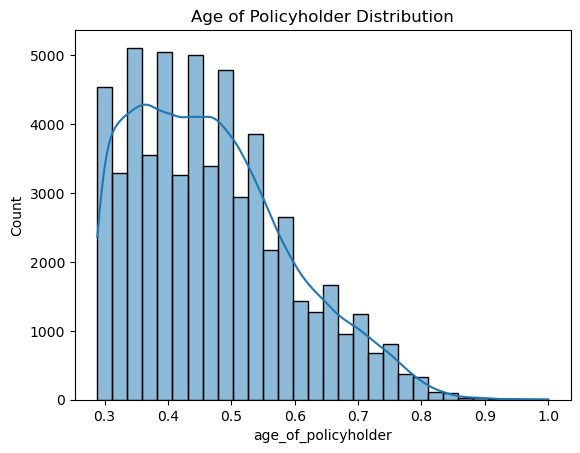 Age of Policyholder Distribution
5000
4000
3000
2000
1000
0
Count
0.3 0.4 0.5 0.6 0.7 0.8 0.9 1.0
age_of_policyholder